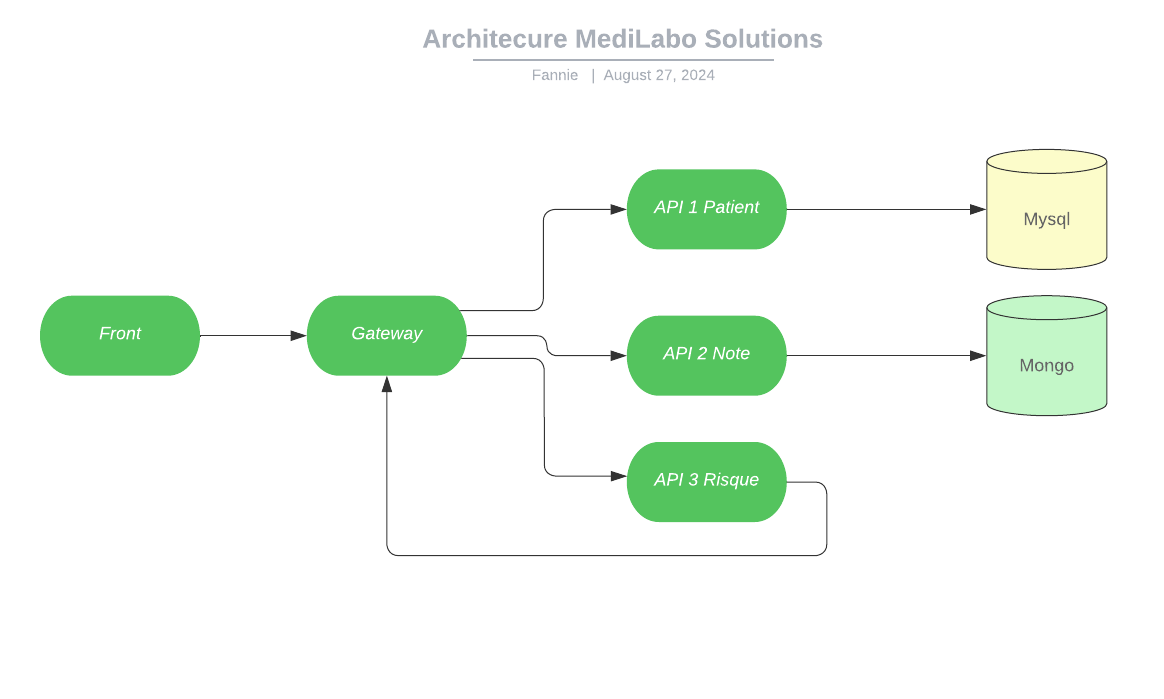 Architecure MediLabo Solutions
Fannie | August 27, 2024
API 1 Patient
Mysql
Front
Gateway
API 2 Note
Mongo
API 3 Risque